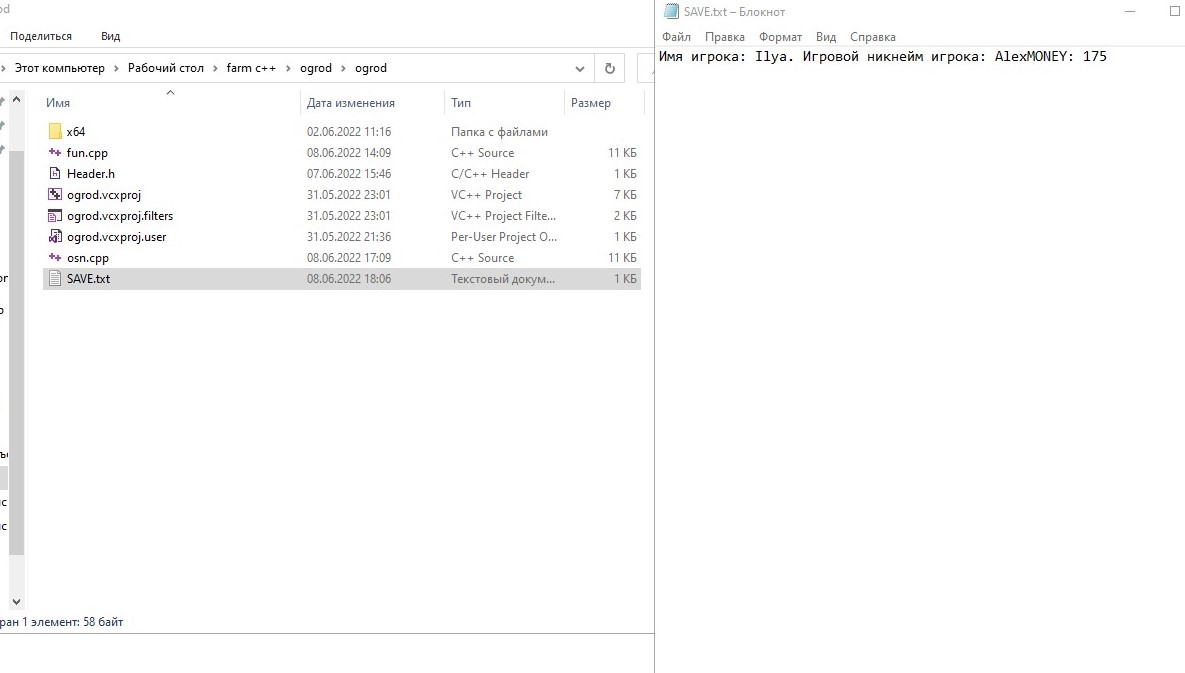 Поделиться Вид
Этот компьютер › Рабочий стол › farm c++ › ogrod › ogrod
Имя Дата изменения Тип Размер
x64 02.06.2022 11:16 Папка с файлами
fun.cpp 08.06.2022 14:09 C++ Source 11 КБ
Header.h 07.06.2022 15:46 C/C++ Header 1 КБ
ogrod.vcxproj 31.05.2022 23:01 VC++ Project 7 КБ
ogrod.vcxproj.filters 31.05.2022 23:01 VC++ Project Filte... 2 КБ
ogrod.vcxproj.user 31.05.2022 21:36 Per-User Project O... 1 КБ
osn.cpp 08.06.2022 17:09 C++ Source 11 КБ
SAVE.txt 08.06.2022 18:06 Текстовый докум... 1 КБ
1 элемент: 58 байт
SAVE.txt – Блокнот
Файл Правка Формат Вид Справка
Имя игрока: Ilya. Игровой никнейм игрока: AlexMONEY: 175